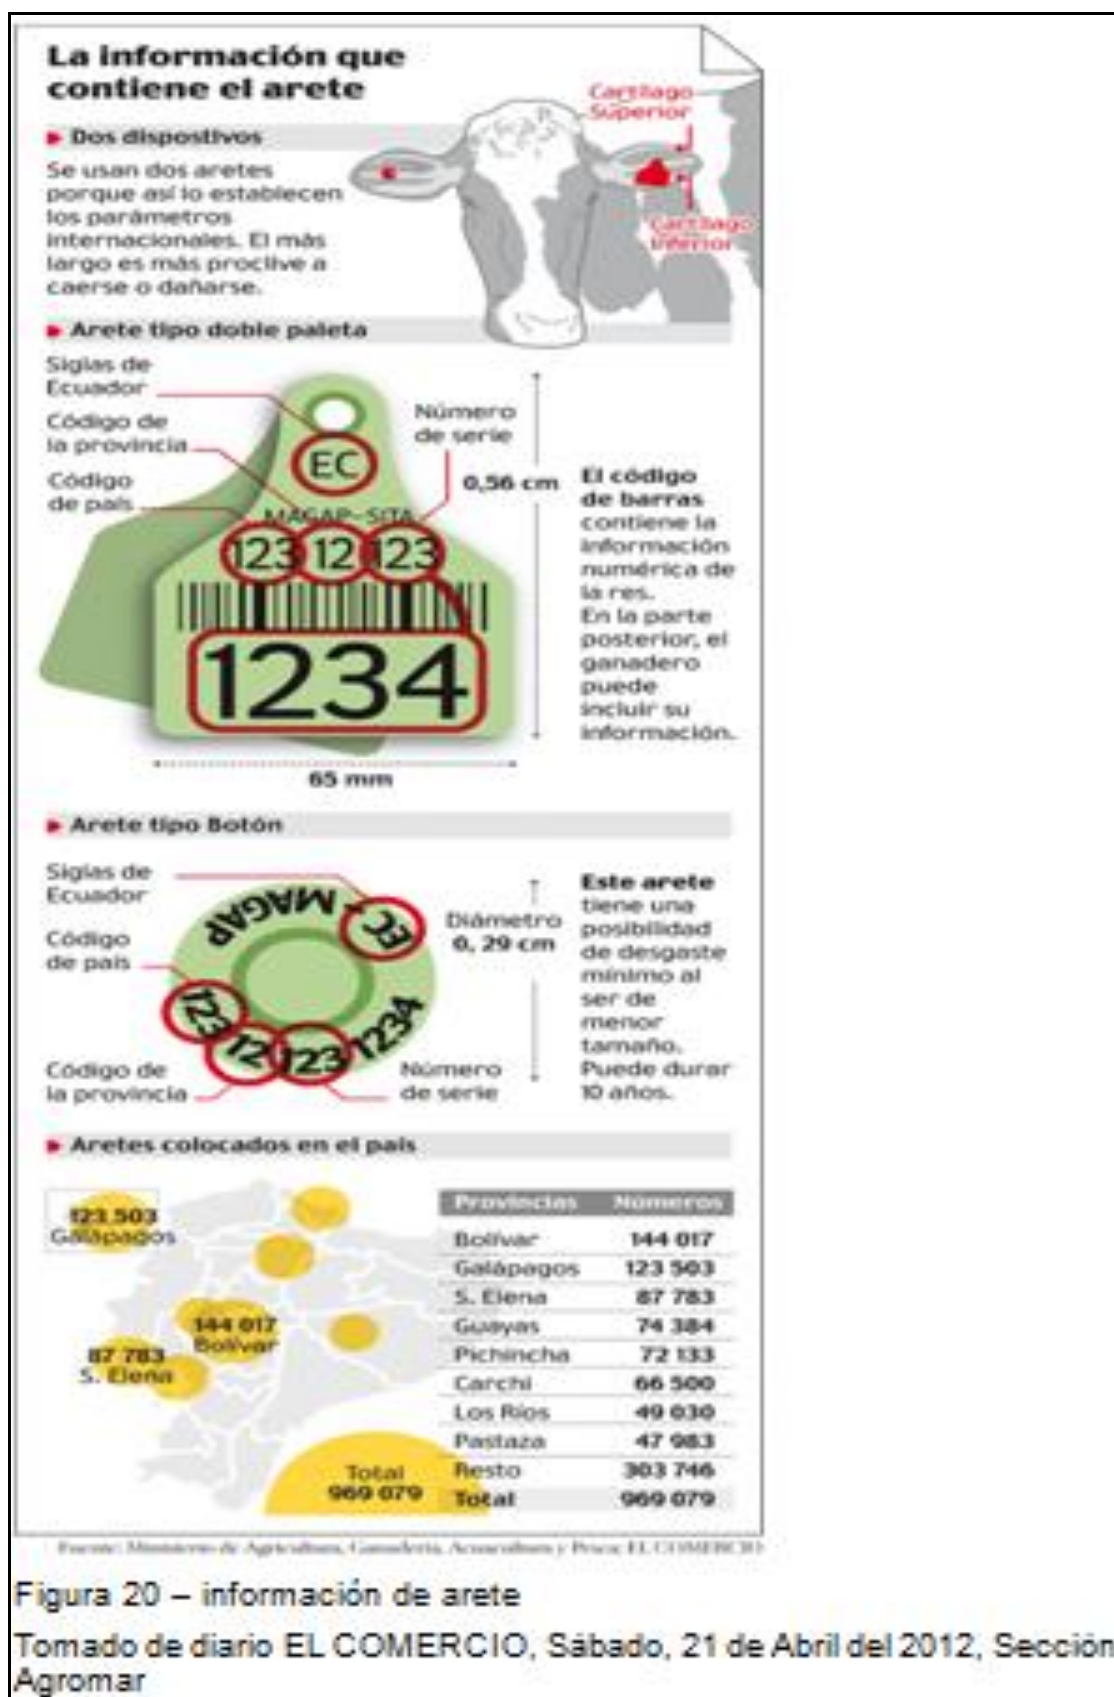 La información que
contiene el arete
Dos dispostivos
Se usan dos aretes
porque así lo establecen
los parámetros
internacionales. El más
largo es más proclive a
caerse o dañarse.
Cartílago
Superior
Cartílago
Inferior
Arete tipo doble paleta
Siglas de
Ecuador
Código de
la provincia
Código
de país
Número
de serie
EC
MAGAP-SITA
123 12 123
1234
0,56 cm
65 mm
El código
de barras
contiene la
información
numérica de
la res.
En la parte
posterior, el
ganadero
puede
incluir su
información.
Arete tipo Botón
Siglas de
Ecuador
Código
de país
Código de
la provincia
MAGAP - EC
123 12 123 1234
Número
de serie
Diámetro
0, 29 cm
Este arete
tiene una
posibilidad
de desgaste
mínimo al
ser de
menor
tamaño.
Puede durar
10 años.
Aretes colocados en el país
123 503
Galápagos
144 017
Bolívar
87 783
S. Elena
Total
969 079
Provincias Números
Bolívar 144 017
Galápagos 123 503
S. Elena 87 783
Guayas 74 384
Pichincha 72 133
Carchi 66 500
Los Ríos 49 030
Pastaza 47 983
Resto 303 746
Total 969 079
Fuente: Ministerio de Agricultura, Ganadería, Acuacultura y Pesca; EL COMERCIO
Figura 20 – información de arete
Tomado de diario EL COMERCIO, Sábado, 21 de Abril del 2012, Sección
Agromar